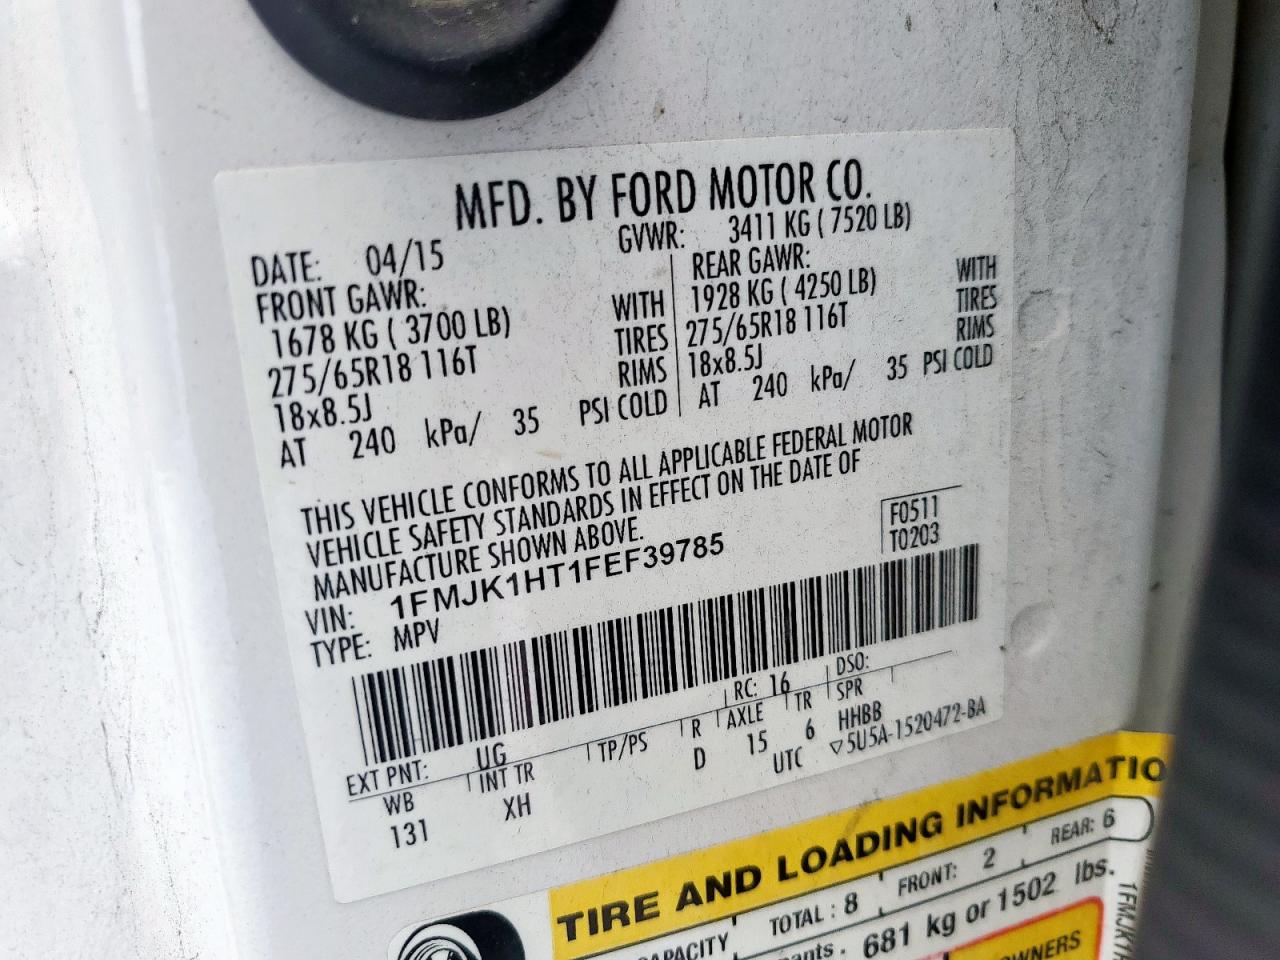 MFD. BY FORD MOTOR CO.
DATE: 04/15 GVWR: 3411 KG ( 7520 LB)
FRONT GAWR: REAR GAWR:
1678 KG ( 3700 LB) WITH 1928 KG ( 4250 LB) WITH
275/65R18 116T TIRES 275/65R18 116T TIRES
18x8.5J RIMS 18x8.5J RIMS
AT 240 kPa/ 35 PSI COLD AT 240 kPa/ 35 PSI COLD
THIS VEHICLE CONFORMS TO ALL APPLICABLE FEDERAL MOTOR
VEHICLE SAFETY STANDARDS IN EFFECT ON THE DATE OF
MANUFACTURE SHOWN ABOVE.
F0511
T0203
VIN: 1FMJK1HT1FEF39785
TYPE: MPV
EXT PNT: UG RC: 16 DSO:
WB INT TR TP/PS R AXLE TR SPR
131 XH D 15 6 HHBB
UTC ▽5U5A-1520472-BA
TIRE AND LOADING INFORMATIO
TOTAL : 8 FRONT: 2 REAR: 6
681 kg or 1502 lbs.